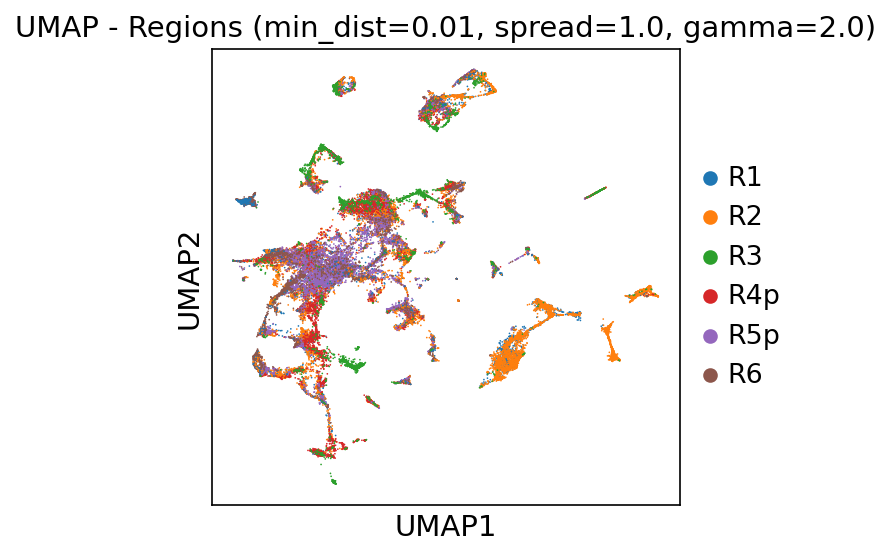 UMAP - Regions (min_dist=0.01, spread=1.0, gamma=2.0)
UMAP2
R1
R2
R3
R4p
R5p
R6
UMAP1